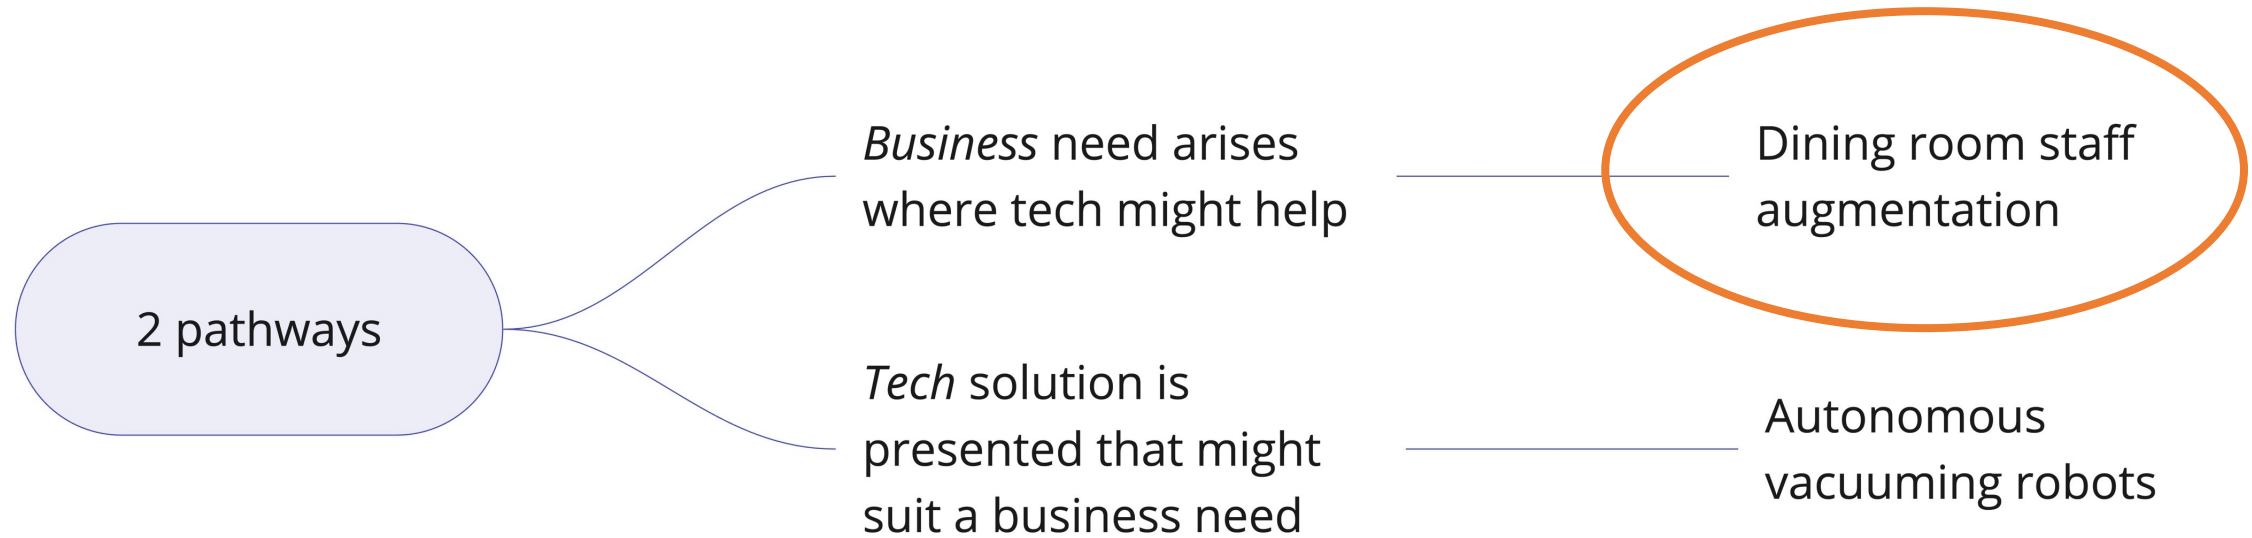 2 pathways
Business need arises
where tech might help
Dining room staff
augmentation
Tech solution is
presented that might
suit a business need
Autonomous
vacuuming robots